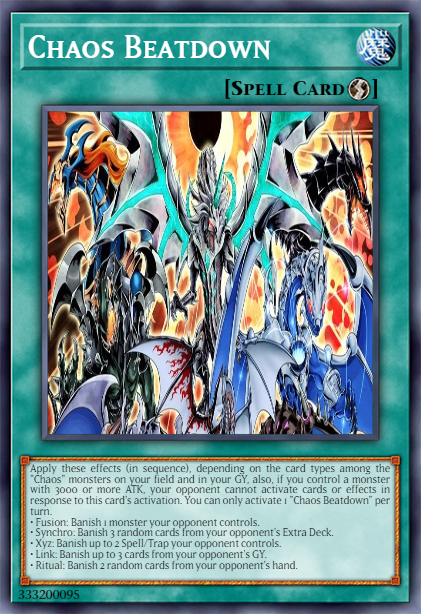 CHAOS BEATDOWN
魔
[SPELL CARD]
Apply these effects (in sequence), depending on the card types among the
"Chaos" monsters on your field and in your GY, also, if you control a monster
with 3000 or more ATK, your opponent cannot activate cards or effects in
response to this card's activation. You can only activate 1 "Chaos Beatdown" per
turn.
• Fusion: Banish 1 monster your opponent controls.
• Synchro: Banish 3 random cards from your opponent's Extra Deck.
• Xyz: Banish up to 2 Spell/Trap your opponent controls.
• Link: Banish up to 3 cards from your opponent's GY.
• Ritual: Banish 2 random cards from your opponent's hand.
333200095